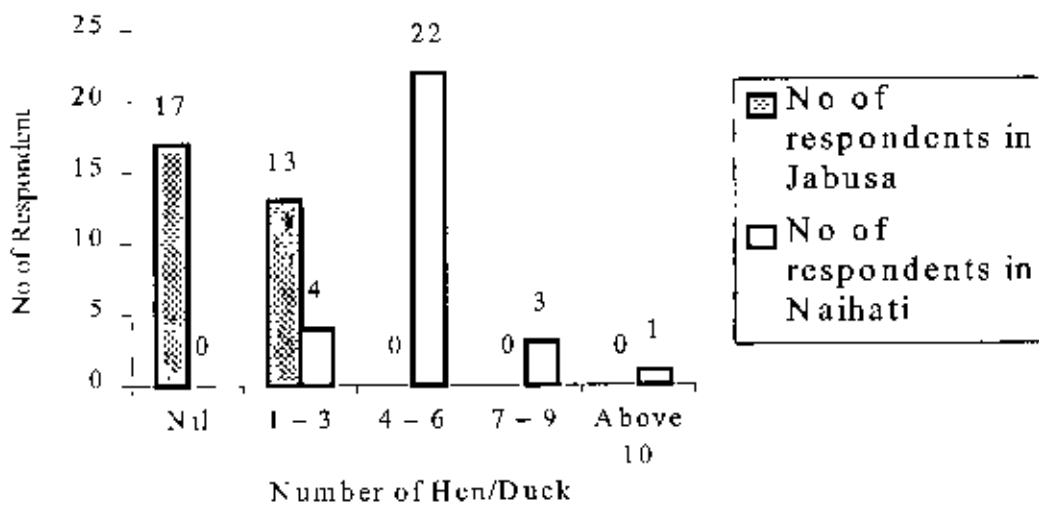 25
20
15
10
5
0
No of Respondent
17
0
13
4
0
22
0
3
0
1
Nil
1 – 3
4 – 6
7 – 9
Above
10
Number of Hen/Duck
No of
respondents in
Jabusa
No of
respondents in
Naihati